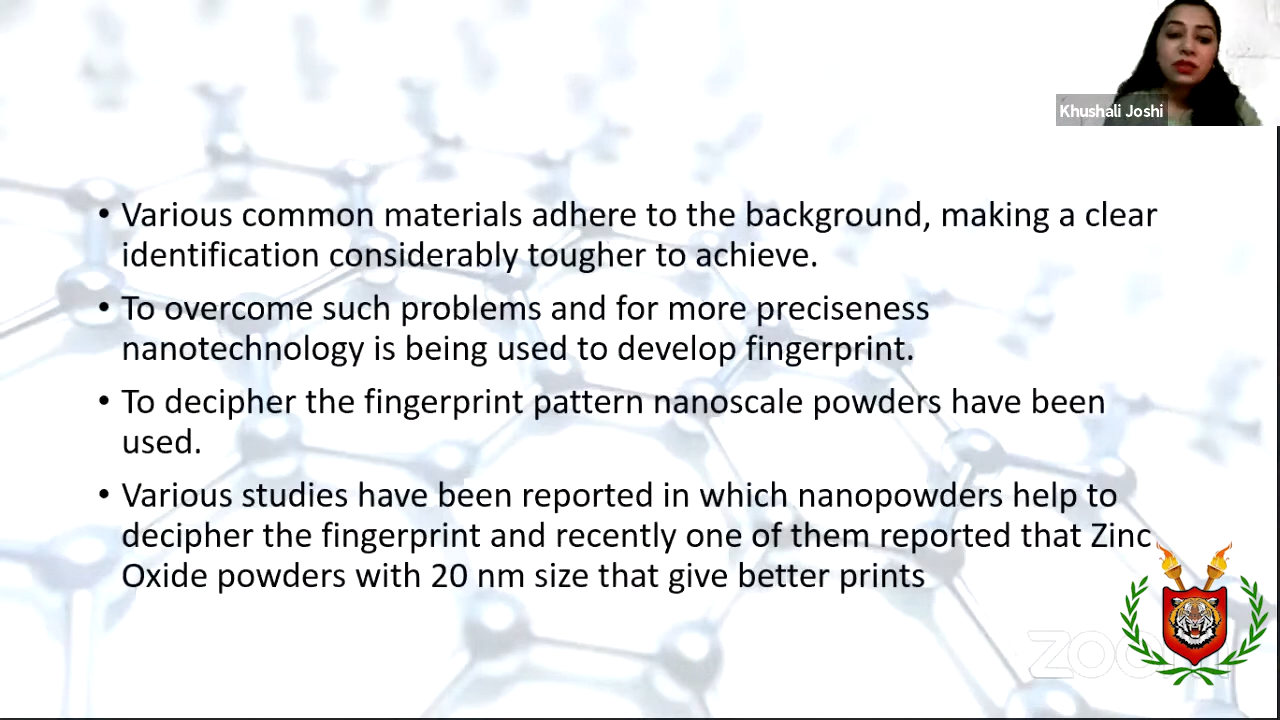 Khushali Joshi
• Various common materials adhere to the background, making a clear
identification considerably tougher to achieve.
• To overcome such problems and for more preciseness
nanotechnology is being used to develop fingerprint.
• To decipher the fingerprint pattern nanoscale powders have been
used.
• Various studies have been reported in which nanopowders help to
decipher the fingerprint and recently one of them reported that Zinc
Oxide powders with 20 nm size that give better prints
zoom